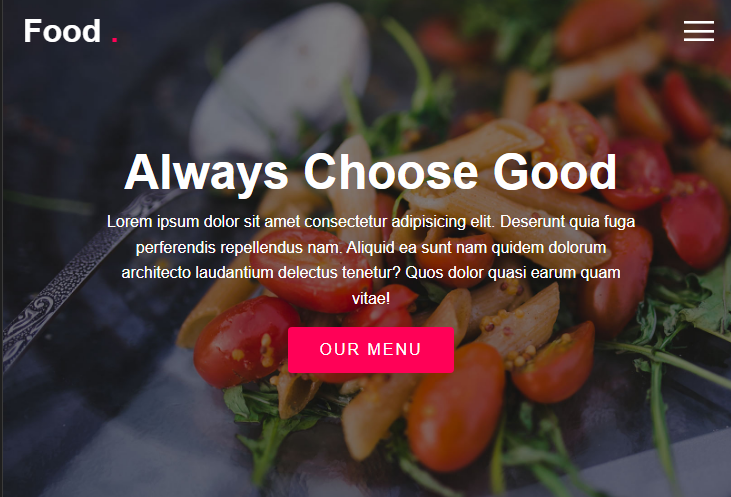 Food .
Always Choose Good
Lorem ipsum dolor sit amet consectetur adipisicing elit. Deserunt quia fuga
perferendis repellendus nam. Aliquid ea sunt nam quidem dolorum
architecto laudantium delectus tenetur? Quos dolor quasi earum quam
vitae!
OUR MENU